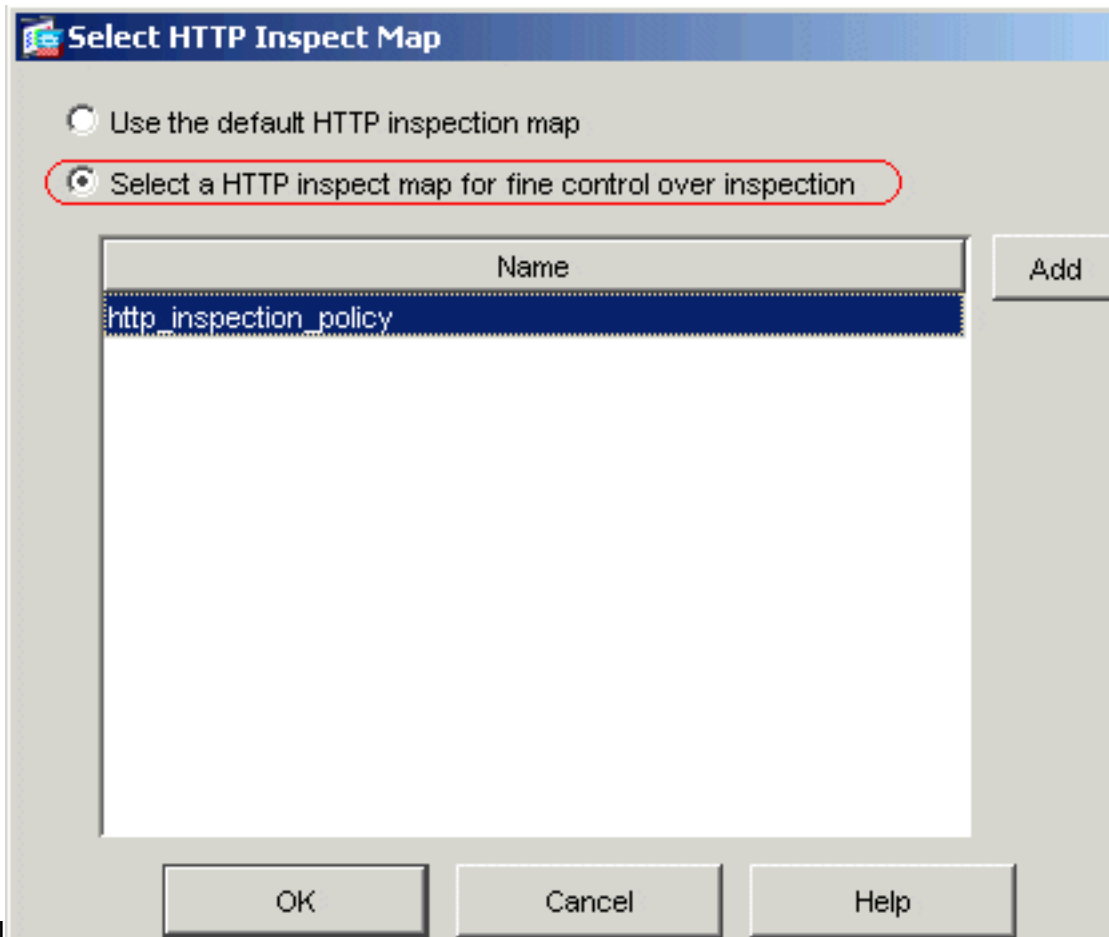 Select HTTP Inspect Map
Use the default HTTP inspection map
Select a HTTP inspect map for fine control over inspection
Name
Add
http_inspection_policy
OK
Cancel
Help